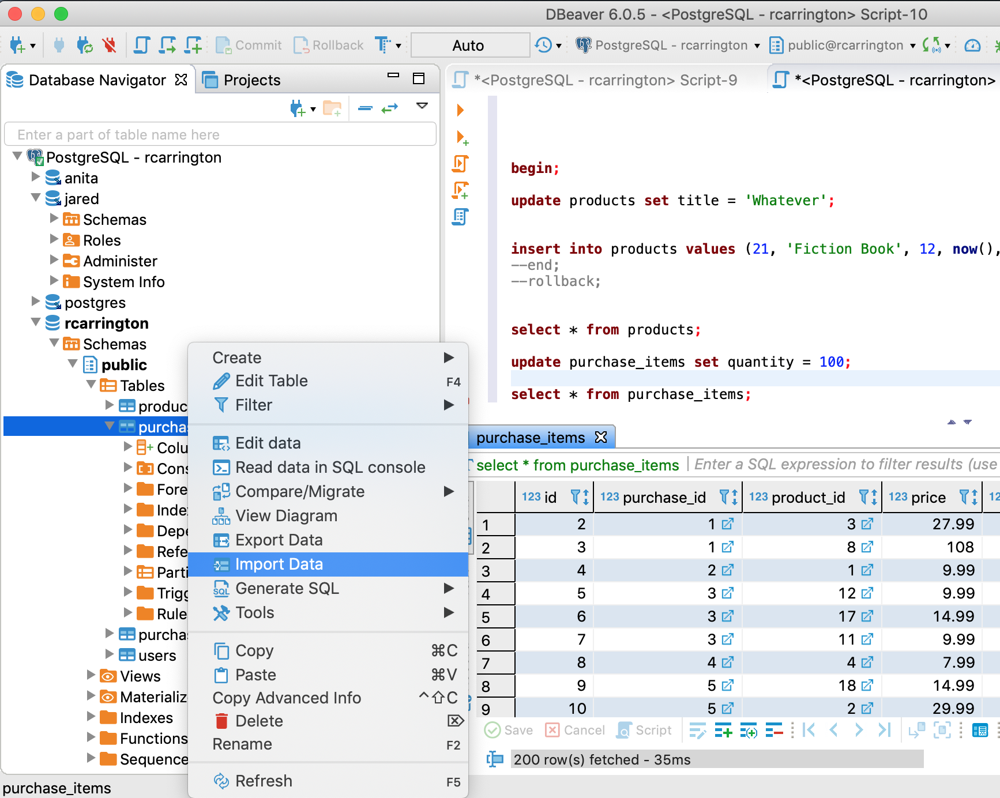 DBeaver 6.0.5 - <PostgreSQL - rcarrington> Script-10
Commit
Rollback
Auto
PostgreSQL - rcarrington
public@rcarrington
Database Navigator
Projects
*<PostgreSQL - rcarrington> Script-9
*<PostgreSQL - rcarrington>
Enter a part of table name here
PostgreSQL - rcarrington
anita
jared
Schemas
Roles
Administer
System Info
postgres
rcarrington
Schemas
public
Tables
produc
purcha
Colu
Cons
Fore
Inde
Depe
Refe
Parti
Trigg
Rule
purcha
users
Views
Materializ
Indexes
Functions
Sequence
purchase_items
Create
Edit Table F4
Filter
Edit data
Read data in SQL console
Compare/Migrate
View Diagram
Export Data
Import Data
SQL Generate SQL
Tools
Copy ⌘C
Paste ⌘V
Copy Advanced Info ^⇧C
Delete ⌦
Rename F2
Refresh F5
begin;
update products set title = 'Whatever';
insert into products values (21, 'Fiction Book', 12, now(),
--end;
--rollback;
select * from products;
update purchase_items set quantity = 100;
select * from purchase_items;
purchase_items
select * from purchase_items Enter a SQL expression to filter results (use
123 id 123 purchase_id 123 product_id 123 price 12
1 2 1 3 27.99
2 3 1 8 108
3 4 2 1 9.99
4 5 3 12 9.99
5 6 3 17 14.99
6 7 3 11 9.99
7 8 4 4 7.99
8 9 5 18 14.99
9 10 5 2 29.99
Save Cancel Script
200 row(s) fetched - 35ms